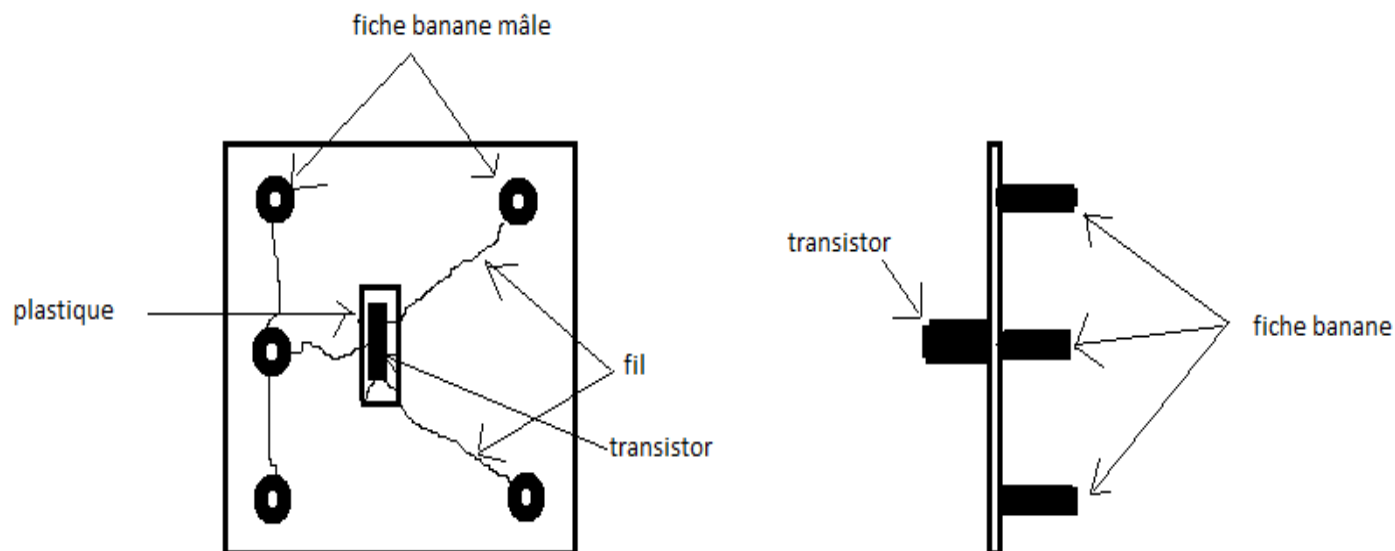 fiche banane mâle
plastique
fil
transistor
transistor
fiche banane